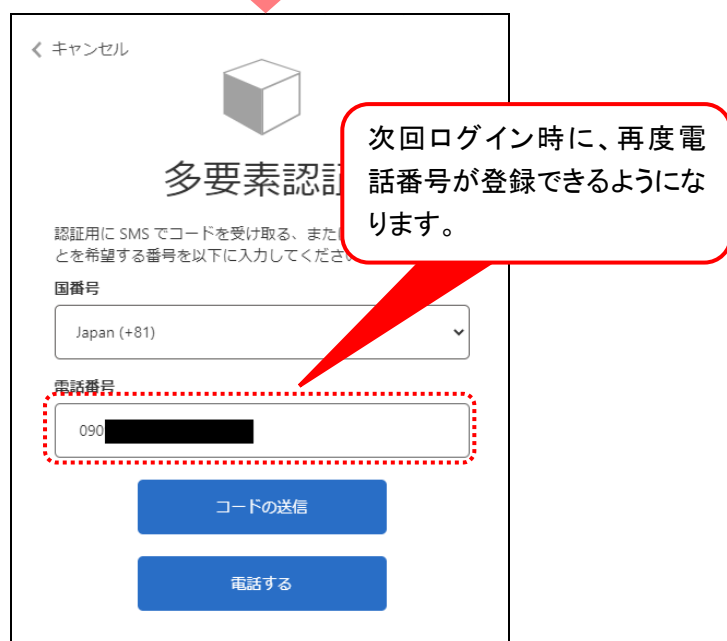 キャンセル
多要素認
次回ログイン時に、再度電
話番号が登録できるようにな
ります。
認証用に SMS でコードを受け取る、また
とを希望する番号を以下に入力してくださ
国番号
Japan (+81)
電話番号
090
コードの送信
電話する